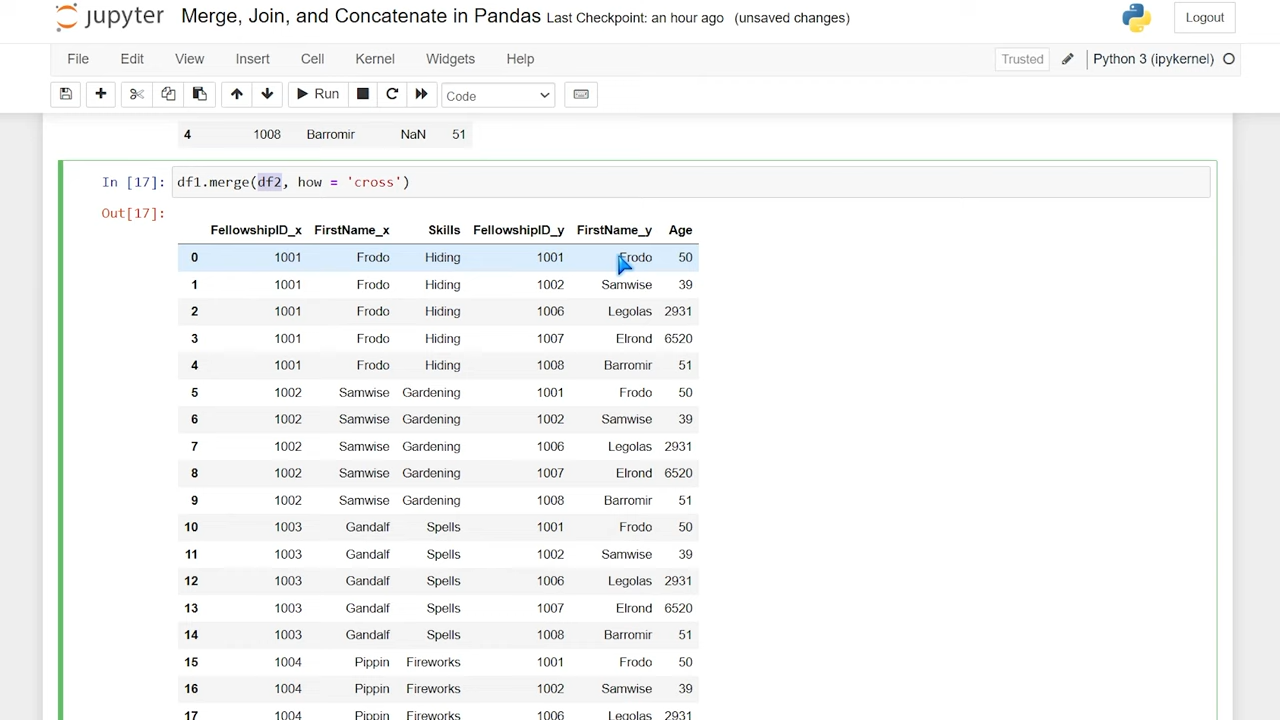 jupyter Merge, Join, and Concatenate in Pandas Last Checkpoint: an hour ago (unsaved changes) Logout
File Edit View Insert Cell Kernel Widgets Help Trusted Python 3 (ipykernel)
Run Code
4 1008 Barromir NaN 51
In [17]: df1.merge(df2, how = 'cross')
Out[17]:
FellowshipID_x FirstName_x Skills FellowshipID_y FirstName_y Age
0 1001 Frodo Hiding 1001 Frodo 50
1 1001 Frodo Hiding 1002 Samwise 39
2 1001 Frodo Hiding 1006 Legolas 2931
3 1001 Frodo Hiding 1007 Elrond 6520
4 1001 Frodo Hiding 1008 Barromir 51
5 1002 Samwise Gardening 1001 Frodo 50
6 1002 Samwise Gardening 1002 Samwise 39
7 1002 Samwise Gardening 1006 Legolas 2931
8 1002 Samwise Gardening 1007 Elrond 6520
9 1002 Samwise Gardening 1008 Barromir 51
10 1003 Gandalf Spells 1001 Frodo 50
11 1003 Gandalf Spells 1002 Samwise 39
12 1003 Gandalf Spells 1006 Legolas 2931
13 1003 Gandalf Spells 1007 Elrond 6520
14 1003 Gandalf Spells 1008 Barromir 51
15 1004 Pippin Fireworks 1001 Frodo 50
16 1004 Pippin Fireworks 1002 Samwise 39
17 1004 Pippin Fireworks 1006 Legolas 2931